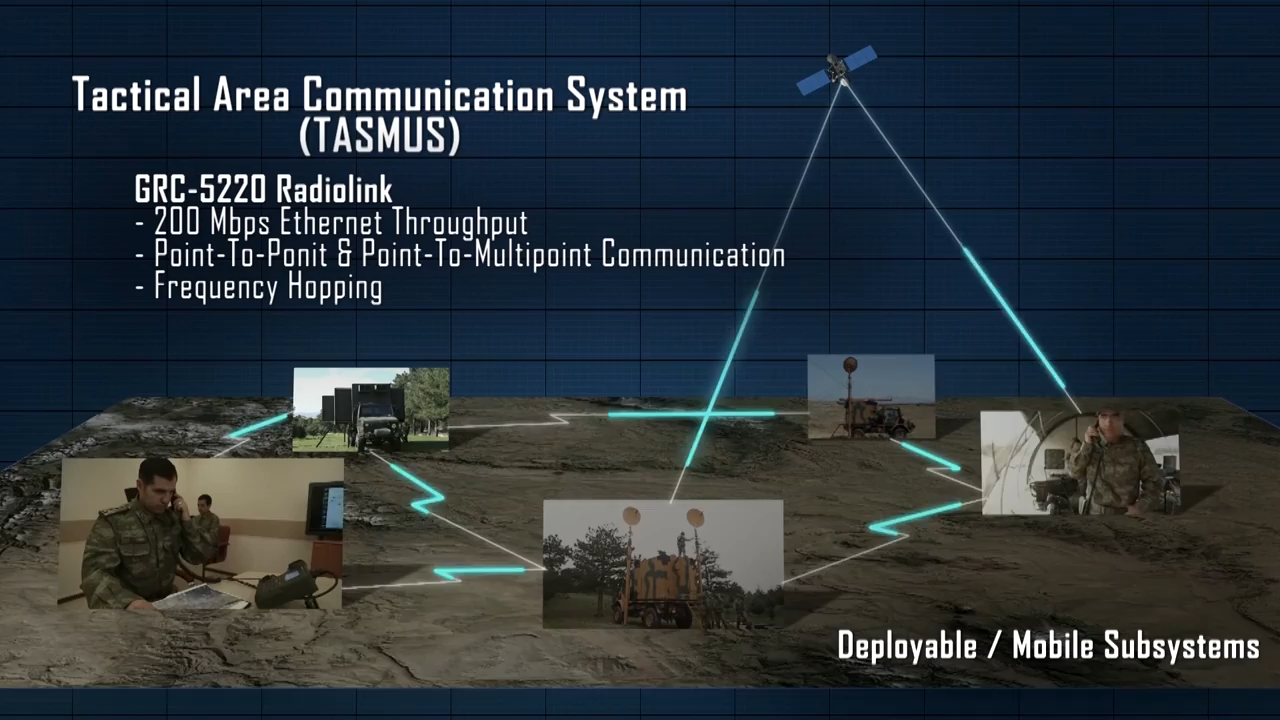 Tactical Area Communication System
(TASMUS)
GRC-5220 Radiolink
- 200 Mbps Ethernet Throughput
- Point-To-Ponit & Point-To-Multipoint Communication
- Frequency Hopping
Deployable / Mobile Subsystems